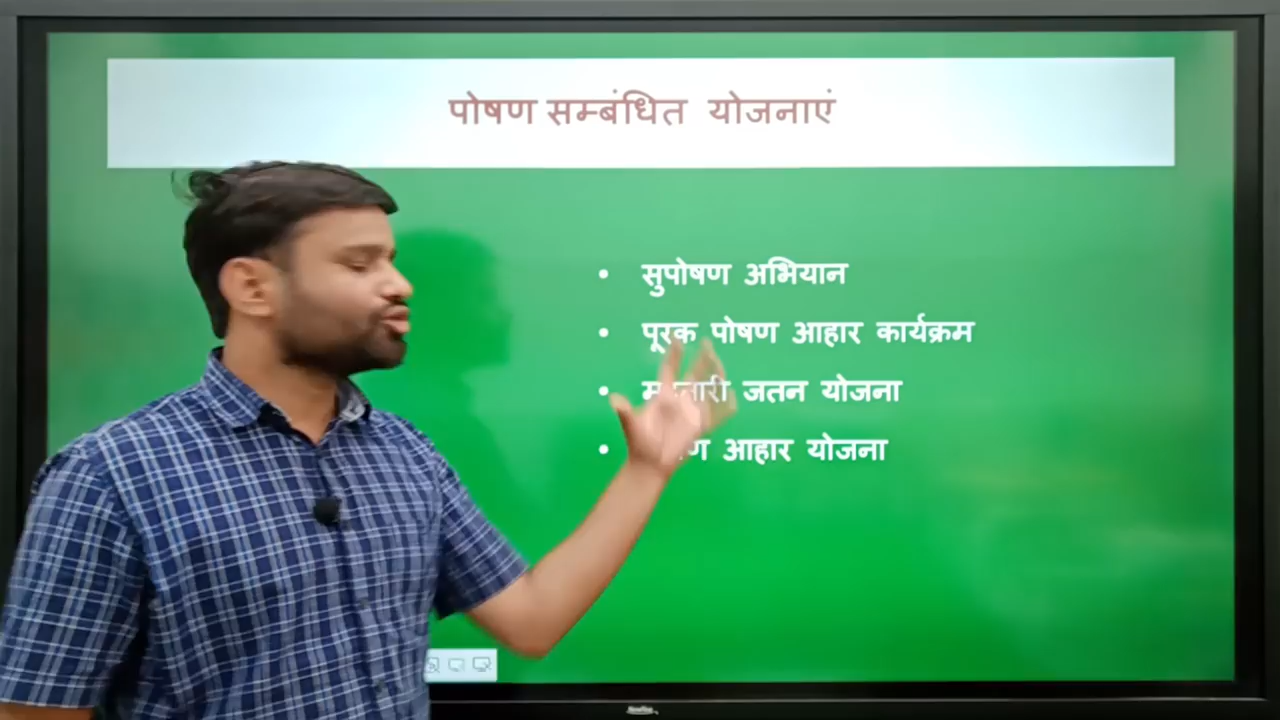 पोषण सम्बंधित योजनाएं
• सुपोषण अभियान
• पूरक पोषण आहार कार्यक्रम
• जतन योजना
• आहार योजना